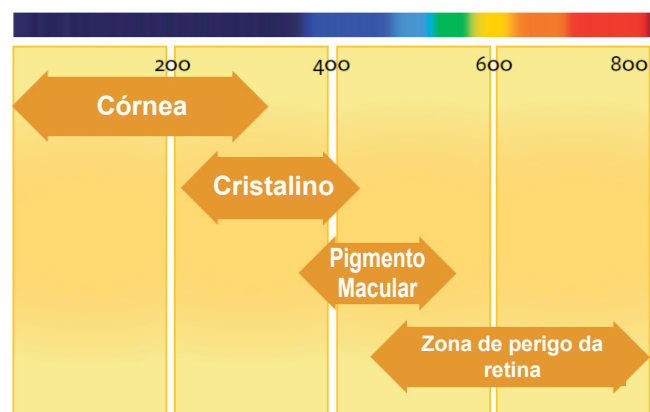 200 400 600 800
Córnea
Cristalino
Pigmento
Macular
Zona de perigo da
retina